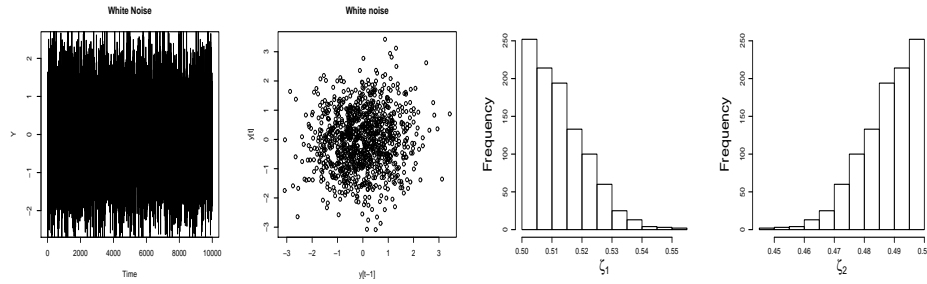 White Noise
2
1
0
−1
−2
Y
0 2000 4000 6000 8000 10000
Time
White noise
3
2
1
0
−1
−2
−3
y[t]
−3 −2 −1 0 1 2 3
y[t−1]
250
200
150
100
50
0
Frequency
0.50 0.51 0.52 0.53 0.54 0.55
ζ1
250
200
150
100
50
0
Frequency
0.45 0.46 0.47 0.48 0.49 0.5
ζ2